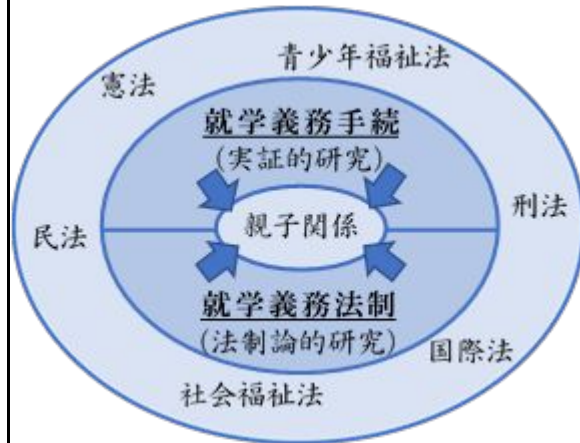 青少年福祉法
憲法
就学義務手続
(実証的研究)
刑法
親子関係
民法
就学義務法制
(法制論的研究)
国際法
社会福祉法